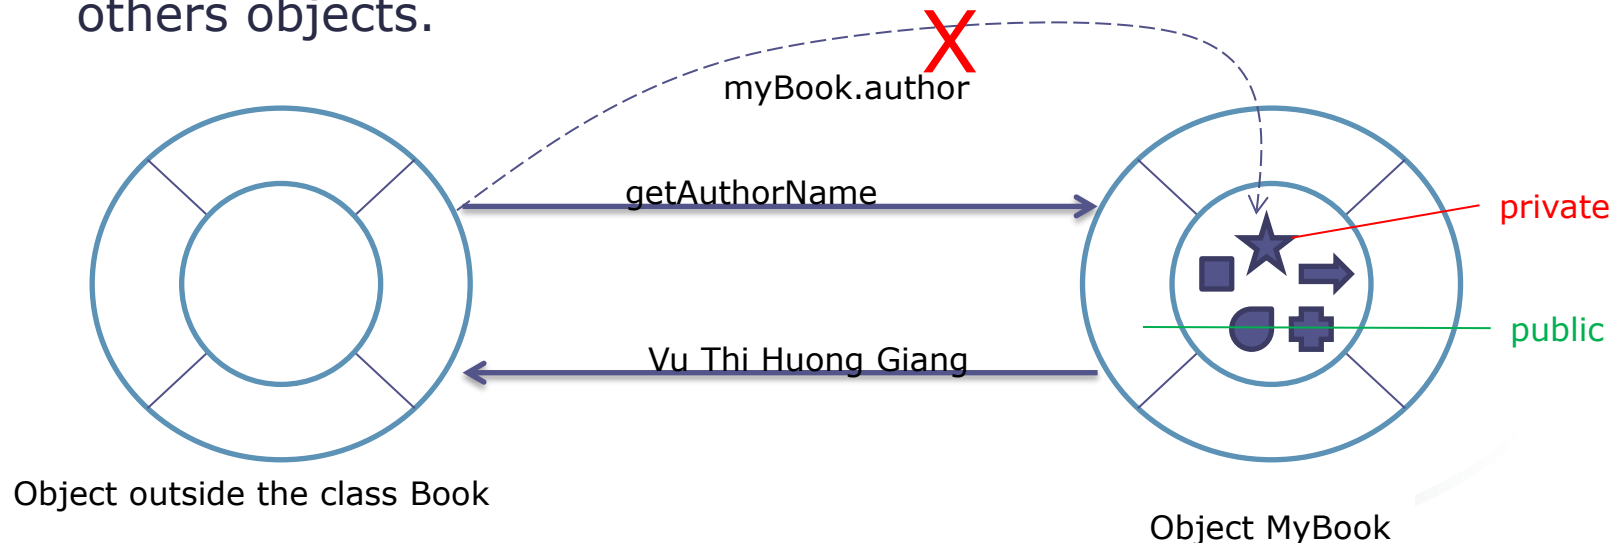 others objects.
X
myBook.author
getAuthorName
private
public
Vu Thi Huong Giang
Object outside the class Book
Object MyBook